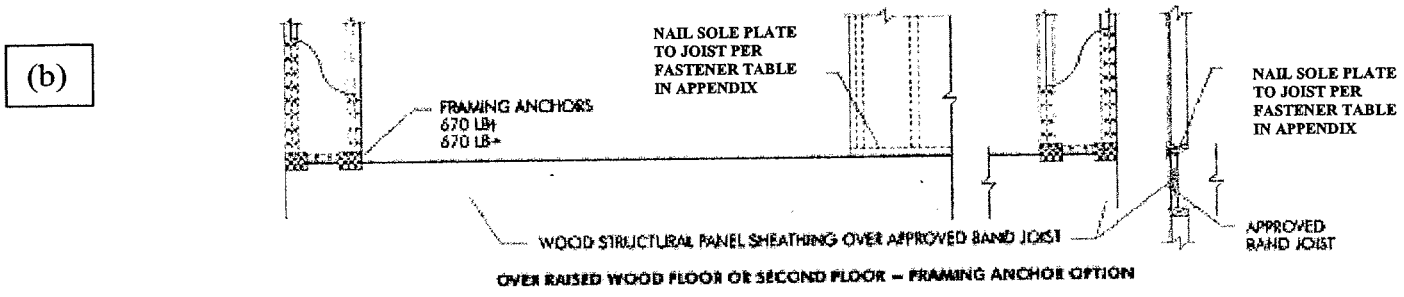 (b)
NAIL SOLE PLATE
TO JOIST PER
FASTENER TABLE
IN APPENDIX
FRAMING ANCHORS
670 LB↑
670 LB→
NAIL SOLE PLATE
TO JOIST PER
FASTENER TABLE
IN APPENDIX
WOOD STRUCTURAL PANEL SHEATHING OVER APPROVED BAND JOIST
APPROVED
BAND JOIST
OVER RAISED WOOD FLOOR OR SECOND FLOOR – FRAMING ANCHOR OPTION